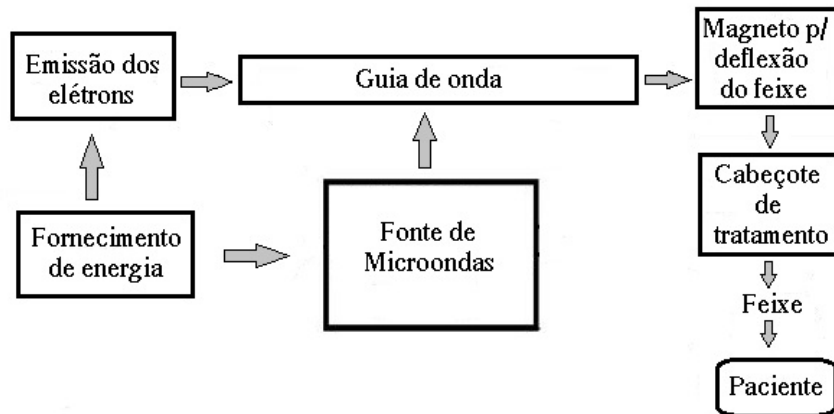 Emissão dos
elétrons
Guia de onda
Magneto p/
deflexão
do feixe
Fornecimento
de energia
Fonte de
Microondas
Cabeçote
de
tratamento
Feixe
Paciente